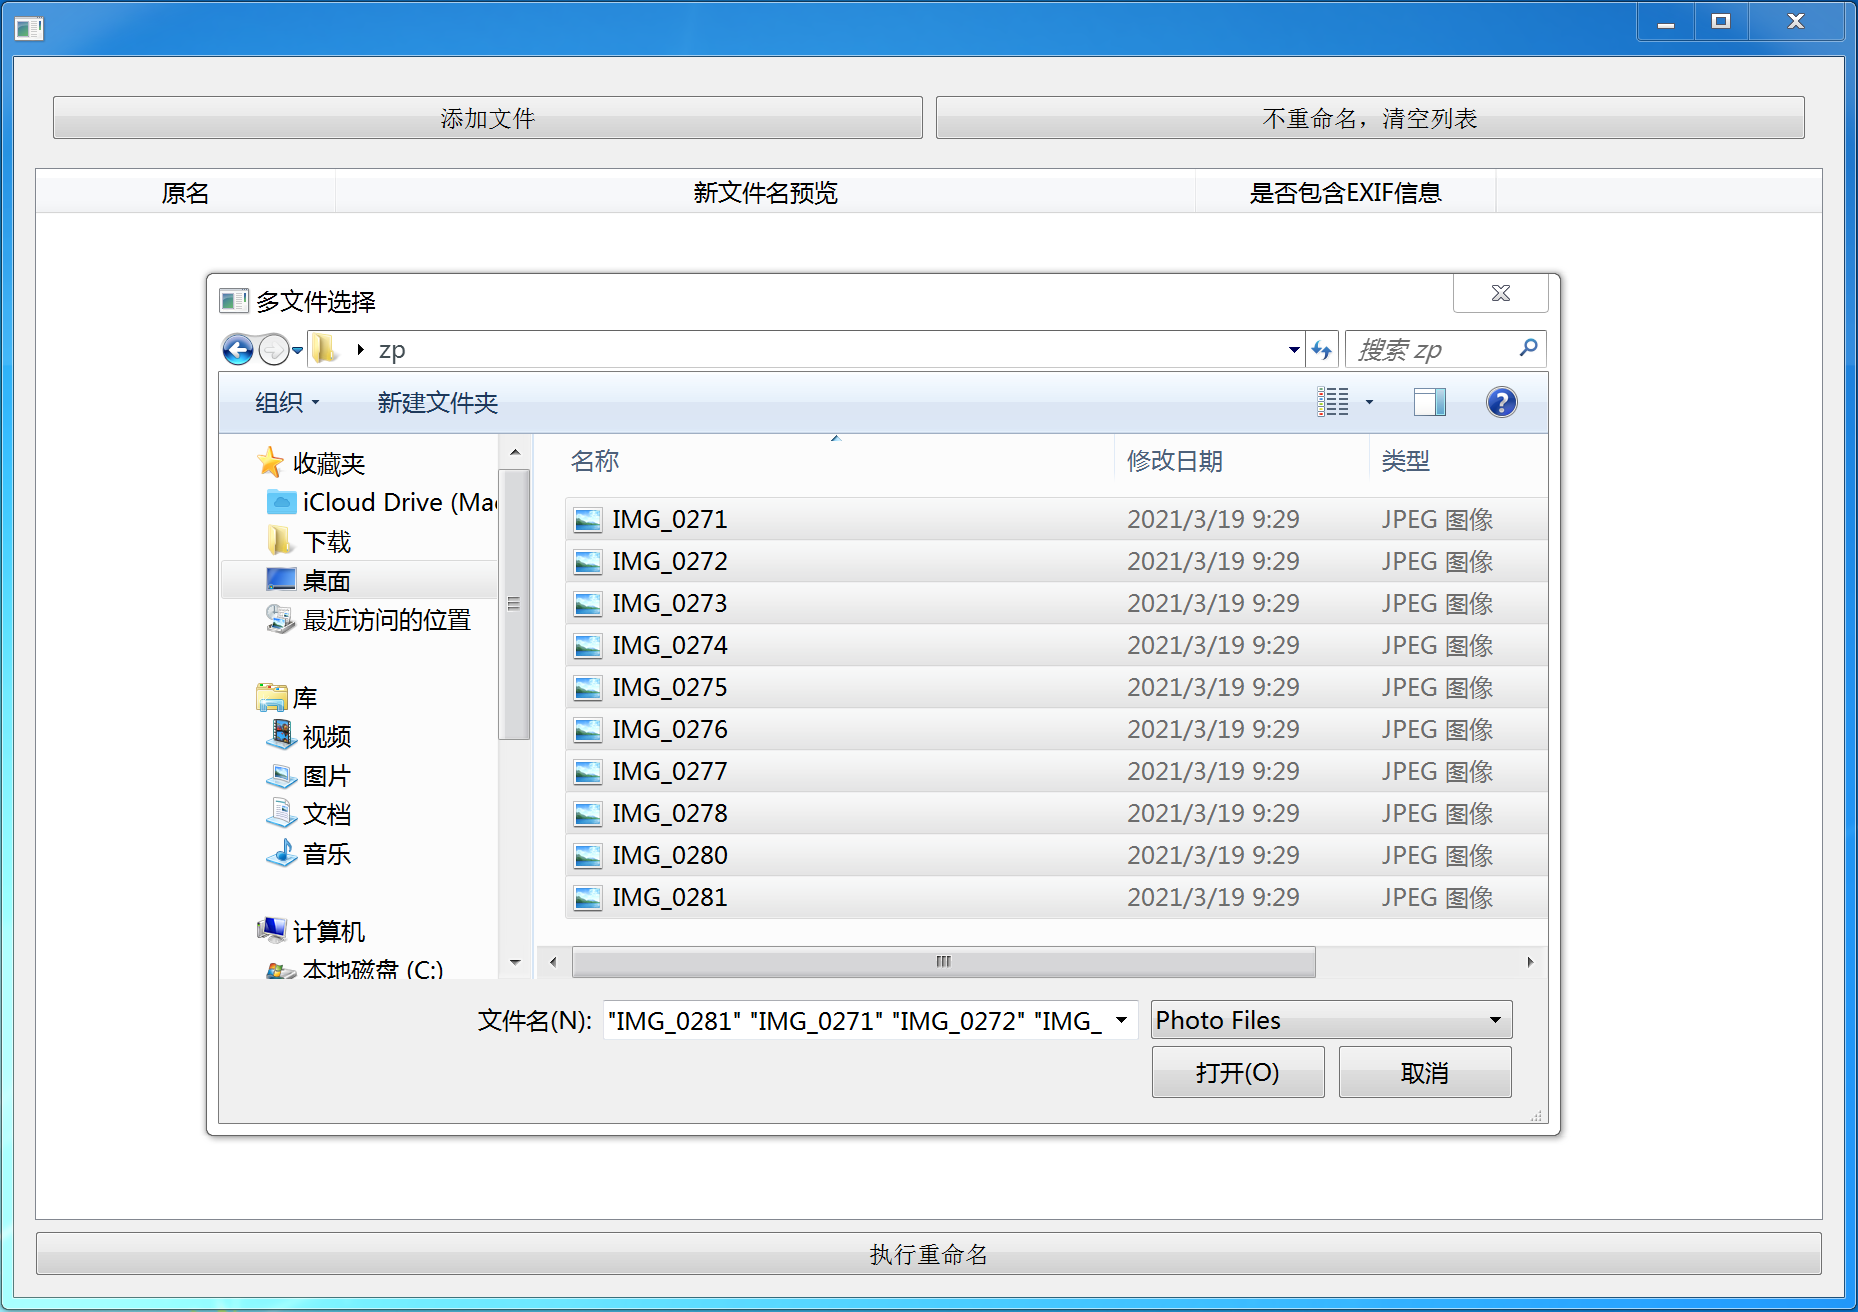 添加文件
不重命名，清空列表
原名 新文件名预览 是否包含EXIF信息
多文件选择
zp
搜索 zp
组织
新建文件夹
收藏夹
iCloud Drive (Mac
下载
桌面
最近访问的位置
库
视频
图片
文档
音乐
计算机
本地磁盘 (C:)
名称 修改日期 类型
IMG_0271 2021/3/19 9:29 JPEG 图像
IMG_0272 2021/3/19 9:29 JPEG 图像
IMG_0273 2021/3/19 9:29 JPEG 图像
IMG_0274 2021/3/19 9:29 JPEG 图像
IMG_0275 2021/3/19 9:29 JPEG 图像
IMG_0276 2021/3/19 9:29 JPEG 图像
IMG_0277 2021/3/19 9:29 JPEG 图像
IMG_0278 2021/3/19 9:29 JPEG 图像
IMG_0280 2021/3/19 9:29 JPEG 图像
IMG_0281 2021/3/19 9:29 JPEG 图像
文件名(N): "IMG_0281" "IMG_0271" "IMG_0272" "IMG_
Photo Files
打开(O)
取消
执行重命名